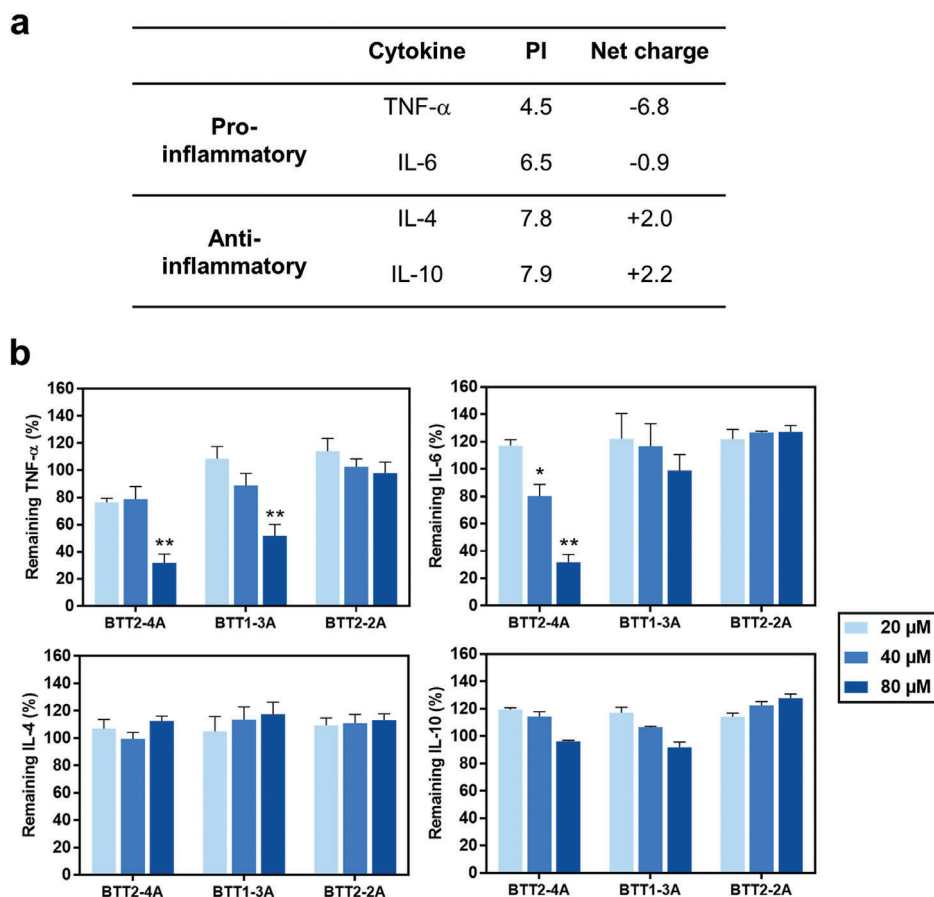 a
Cytokine PI Net charge
Pro-
inflammatory
TNF-α 4.5 -6.8
IL-6 6.5 -0.9
Anti-
inflammatory
IL-4 7.8 +2.0
IL-10 7.9 +2.2
b
Remaining TNF-α (%)
160
140
120
100
80
60
40
20
0
**
**
BTT2-4A BTT1-3A BTT2-2A
Remaining IL-6 (%)
160
140
120
100
80
60
40
20
0
*
**
BTT2-4A BTT1-3A BTT2-2A
Remaining IL-4 (%)
160
140
120
100
80
60
40
20
0
BTT2-4A BTT1-3A BTT2-2A
Remaining IL-10 (%)
160
140
120
100
80
60
40
20
0
BTT2-4A BTT1-3A BTT2-2A
20 µM
40 µM
80 µM